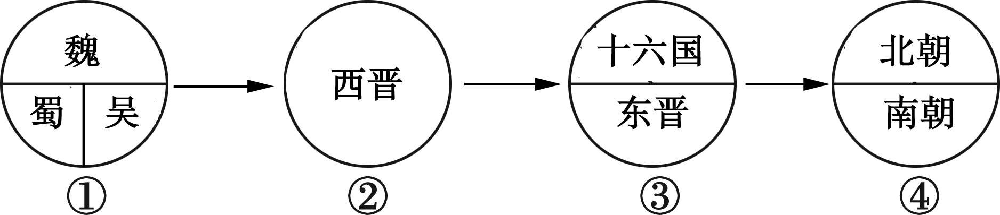 魏
蜀 吴
①
西晋
②
十六国
东晋
③
北朝
南朝
④